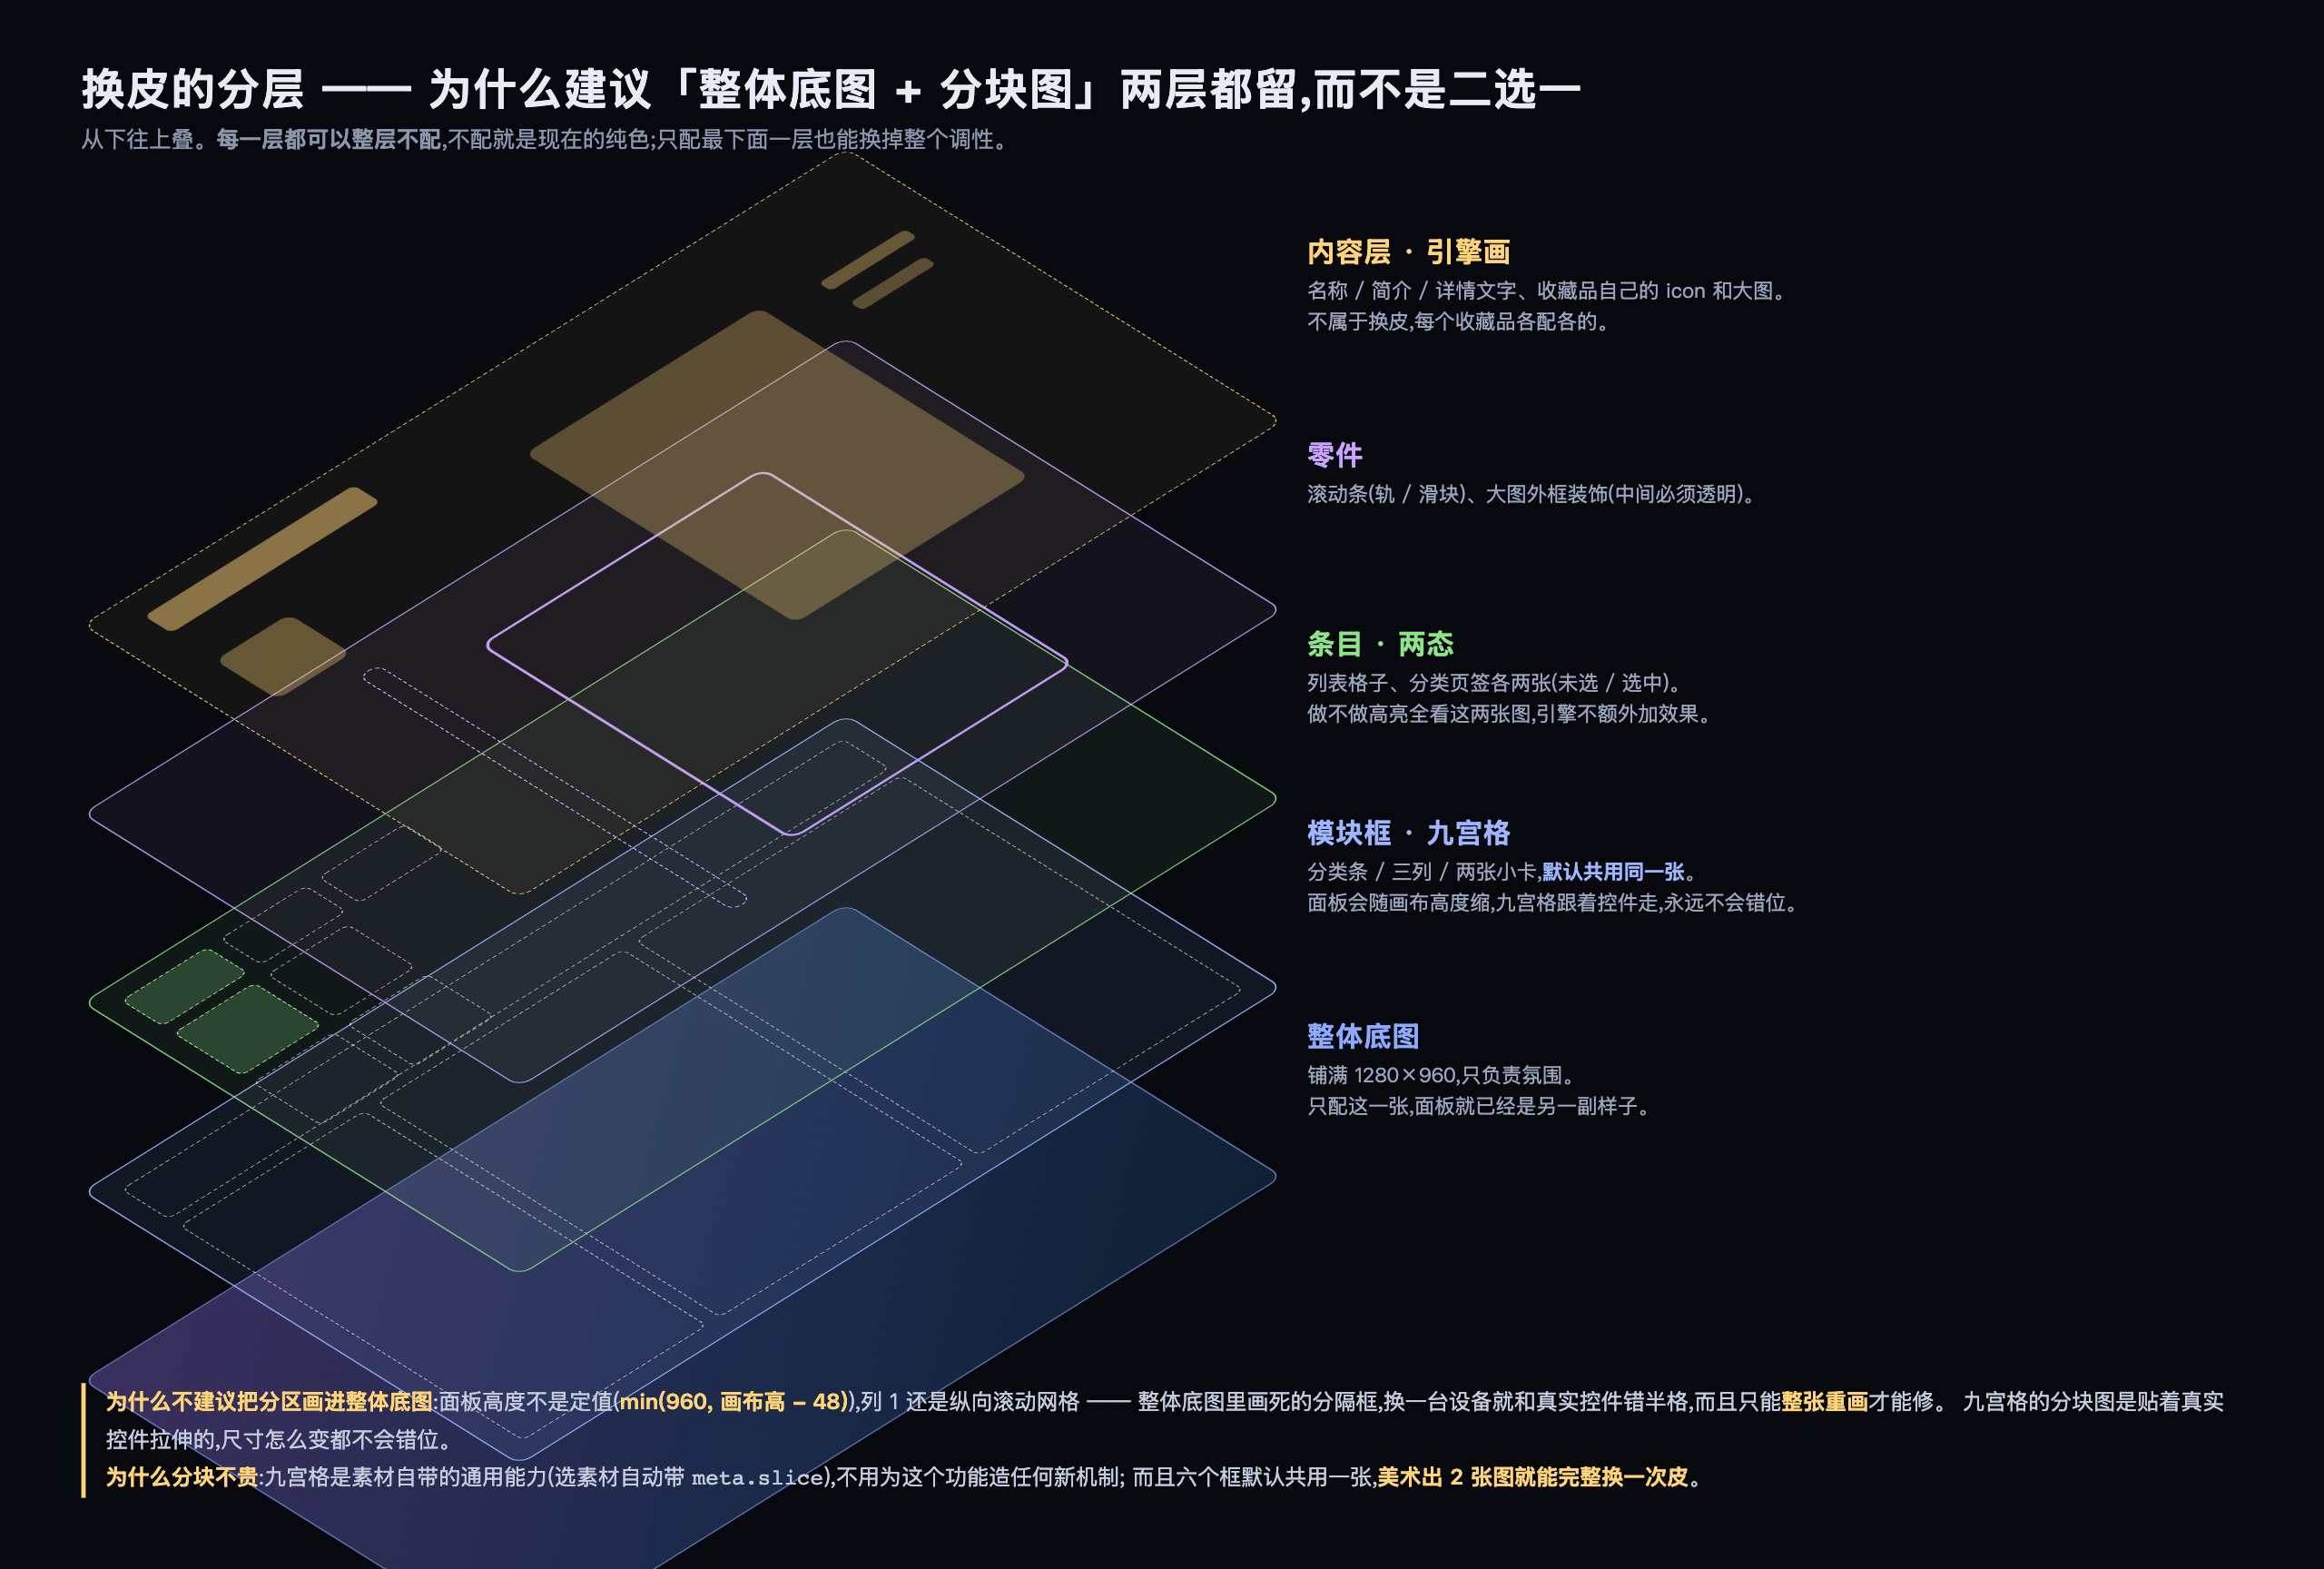 换皮的分层 —— 为什么建议「整体底图 + 分块图」两层都留,而不是二选一
从下往上叠。每一层都可以整层不配,不配就是现在的纯色;只配最下面一层也能换掉整个调性。
内容层 · 引擎画
名称 / 简介 / 详情文字、收藏品自己的 icon 和大图。
不属于换皮,每个收藏品各配各的。
零件
滚动条(轨 / 滑块)、大图外框装饰(中间必须透明)。
条目 · 两态
列表格子、分类页签各两张(未选 / 选中)。
做不做高亮全看这两张图,引擎不额外加效果。
模块框 · 九宫格
分类条 / 三列 / 两张小卡,默认共用同一张。
面板会随画布高度缩,九宫格跟着控件走,永远不会错位。
整体底图
铺满 1280×960,只负责氛围。
只配这一张,面板就已经是另一副样子。
为什么不建议把分区画进整体底图:面板高度不是定值(min(960, 画布高 − 48)),列 1 还是纵向滚动网格 —— 整体底图里画死的分隔框,换一台设备就和真实控件错半格,而且只能整张重画才能修。 九宫格的分块图是贴着真实
控件拉伸的,尺寸怎么变都不会错位。
为什么分块不贵:九宫格是素材自带的通用能力(选素材自动带 meta.slice),不用为这个功能造任何新机制; 而且六个框默认共用一张,美术出 2 张图就能完整换一次皮。